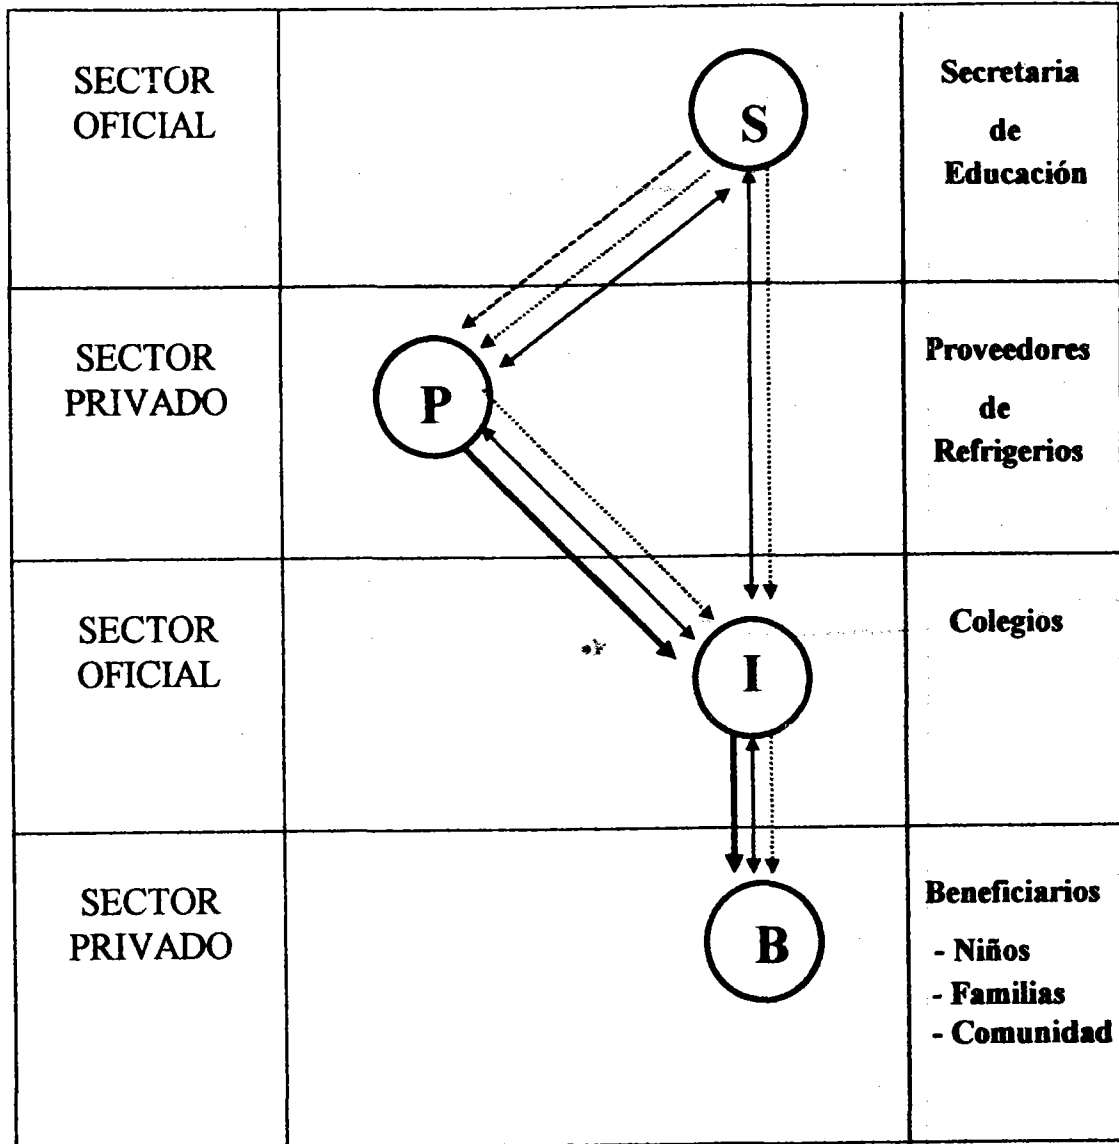 SECTOR
OFICIAL
S
Secretaria
de
Educación
SECTOR
PRIVADO
P
Proveedores
de
Refrigerios
SECTOR
OFICIAL
I
Colegios
SECTOR
PRIVADO
B
Beneficiarios
- Niños
- Familias
- Comunidad